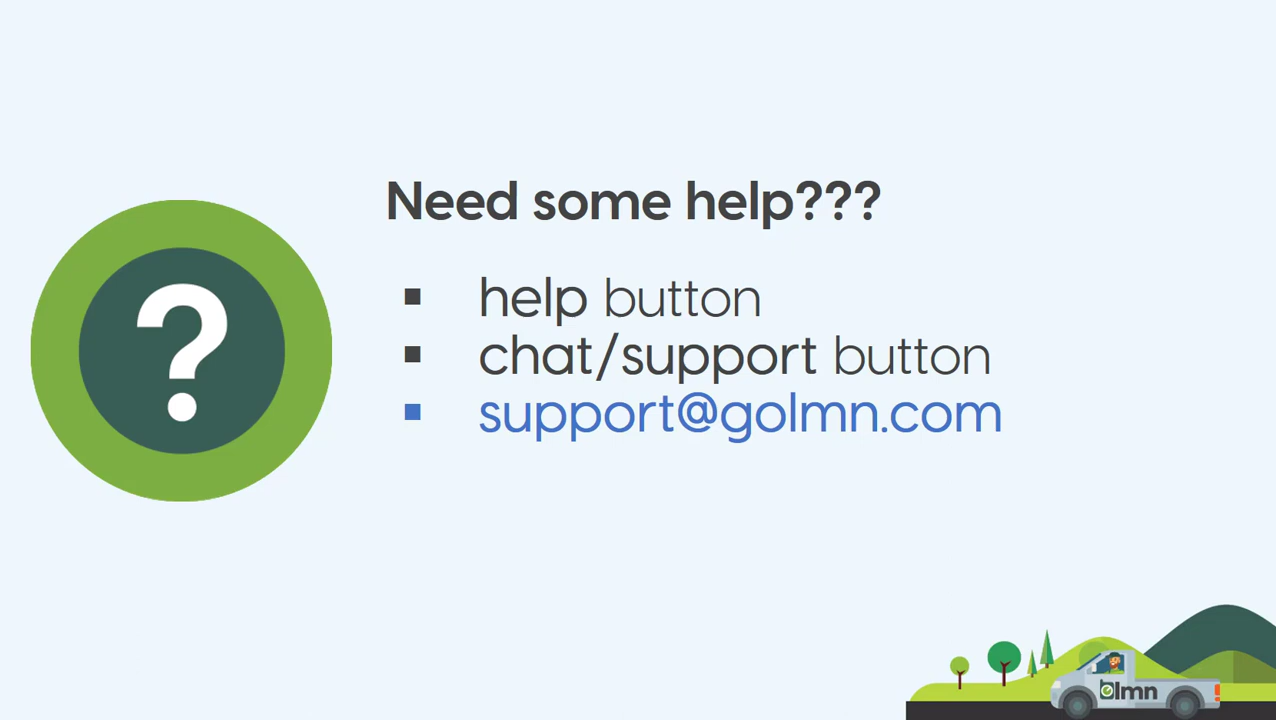 Need some help???
▪ help button
▪ chat/support button
▪ support@golmn.com
?
lmn